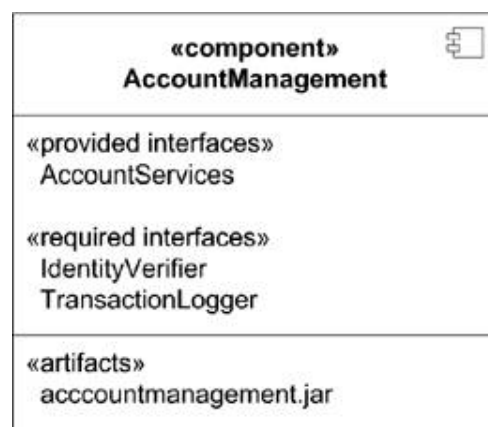 «component»
AccountManagement
«provided interfaces»
AccountServices
«required interfaces»
IdentityVerifier
TransactionLogger
«artifacts»
acccountmanagement.jar